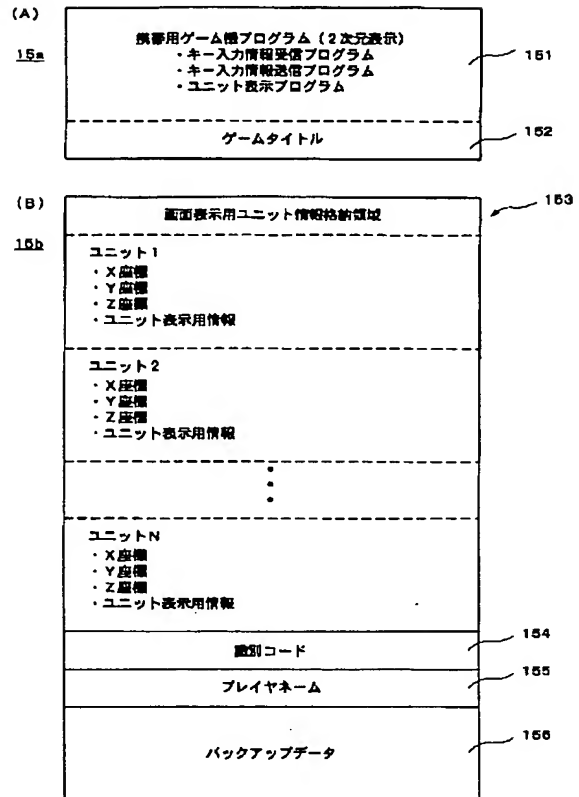 (A)
15a
携帯用ゲーム機プログラム(2次元表示)
・キー入力情報受信プログラム
・キー入力情報送信プログラム
・ユニット表示プログラム
151
ゲームタイトル
152
(B)
15b
画面表示用ユニット情報格納領域
153
ユニット1
・X座標
・Y座標
・Z座標
・ユニット表示用情報
ユニット2
・X座標
・Y座標
・Z座標
・ユニット表示用情報
ユニットN
・X座標
・Y座標
・Z座標
・ユニット表示用情報
識別コード
154
プレイヤネーム
155
バックアップデータ
156